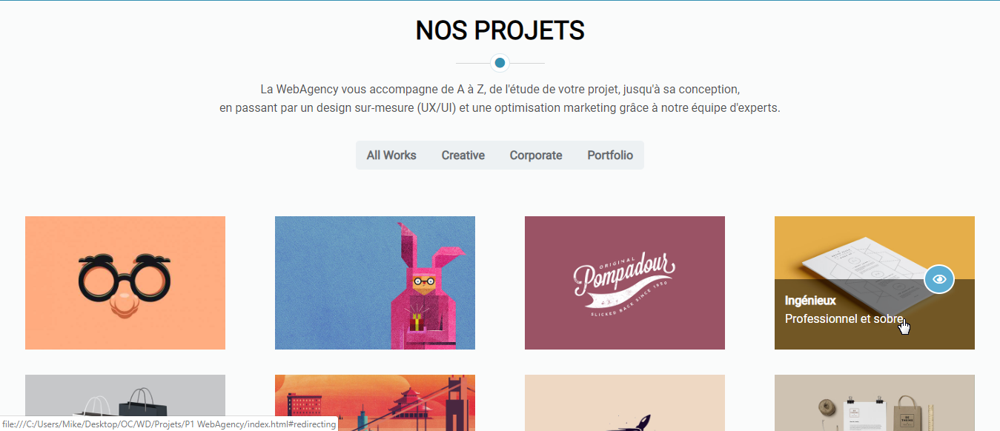 NOS PROJETS
La WebAgency vous accompagne de A à Z, de l'étude de votre projet, jusqu'à sa conception,
en passant par un design sur-mesure (UX/UI) et une optimisation marketing grâce à notre équipe d'experts.
All Works Creative Corporate Portfolio
ORIGINAL
Pompadour
SLICKED BACK SINCE 1950
Ingénieux
Professionnel et sobre
file:///C:/Users/Mike/Desktop/OC/WD/Projets/P1 WebAgency/index.html#redirecting